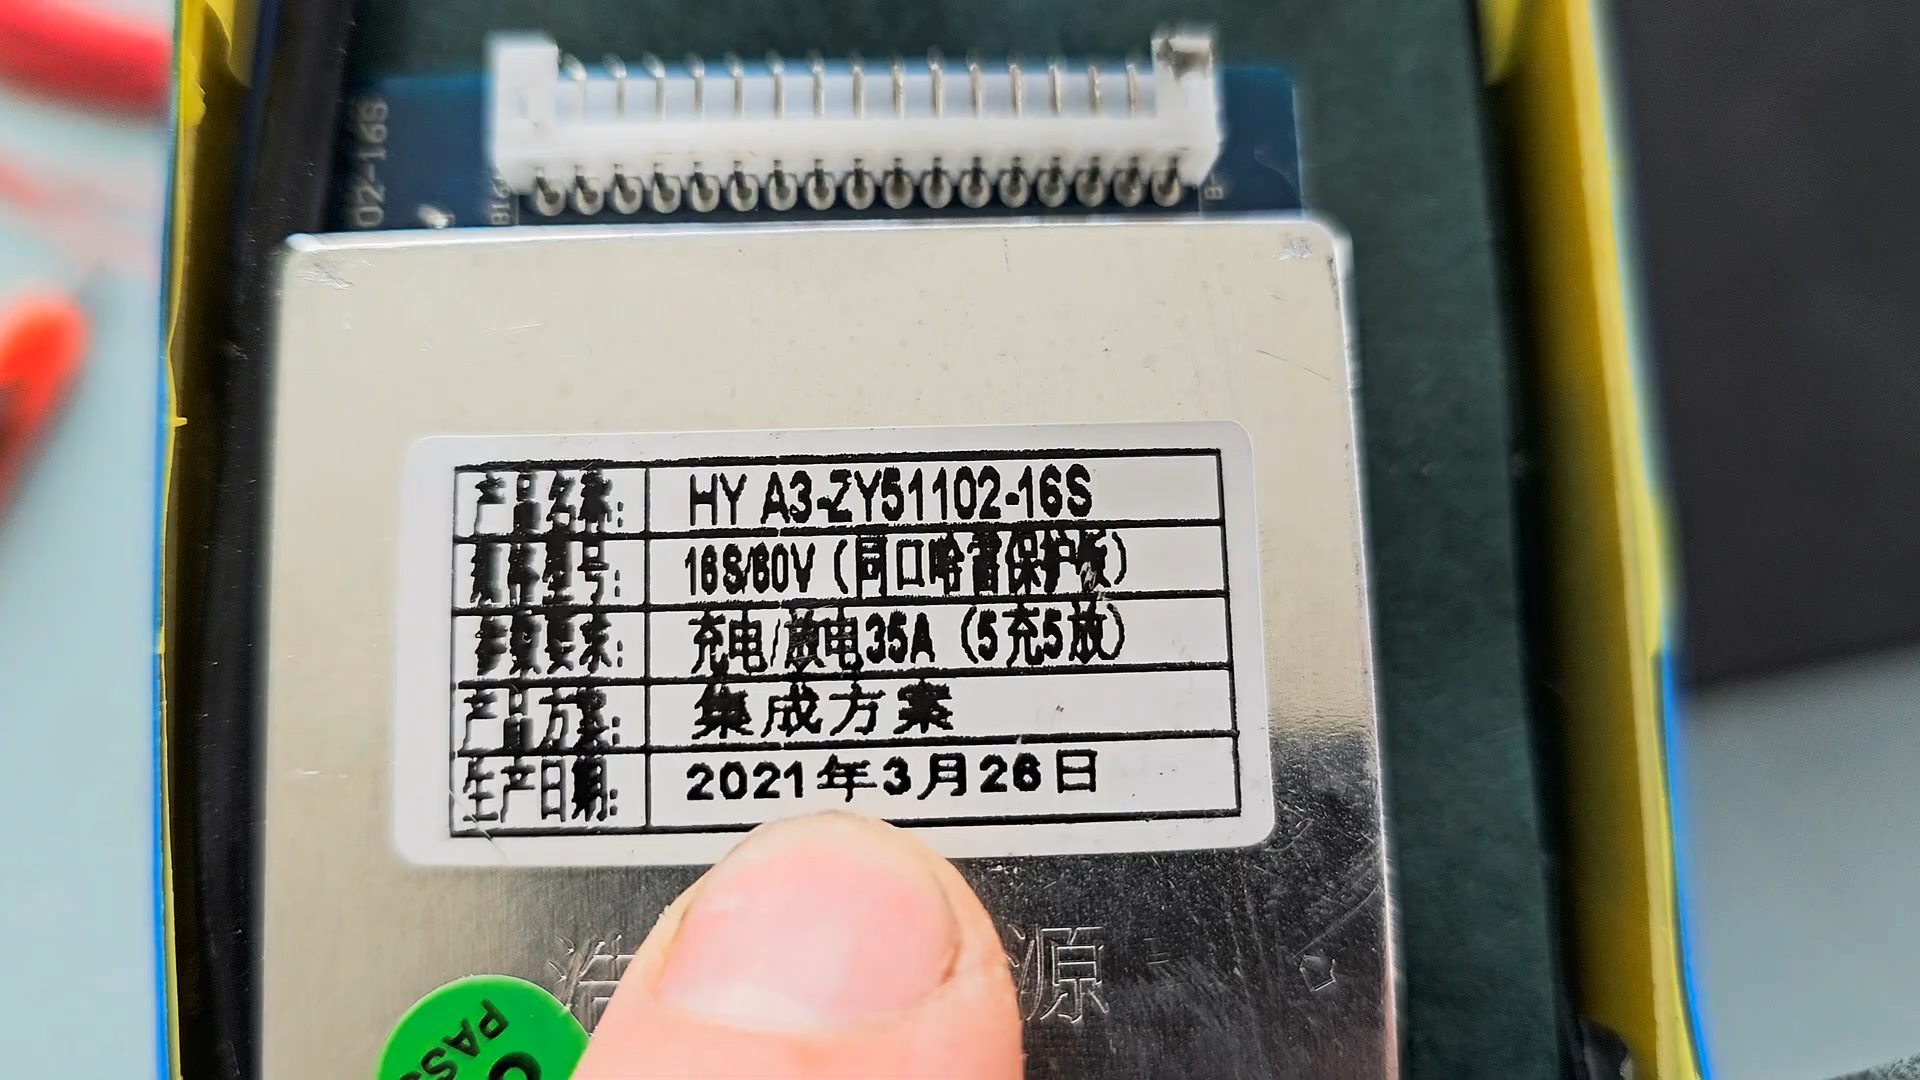 02-16S
B16
B-
产品名称: HY A3-ZY51102-16S
规格型号: 16S/60V（同口哈雷保护板）
参数要求: 充电/放电35A（5充5放）
产品方案: 集成方案
生产日期: 2021年3月26日
浩 源
PASS